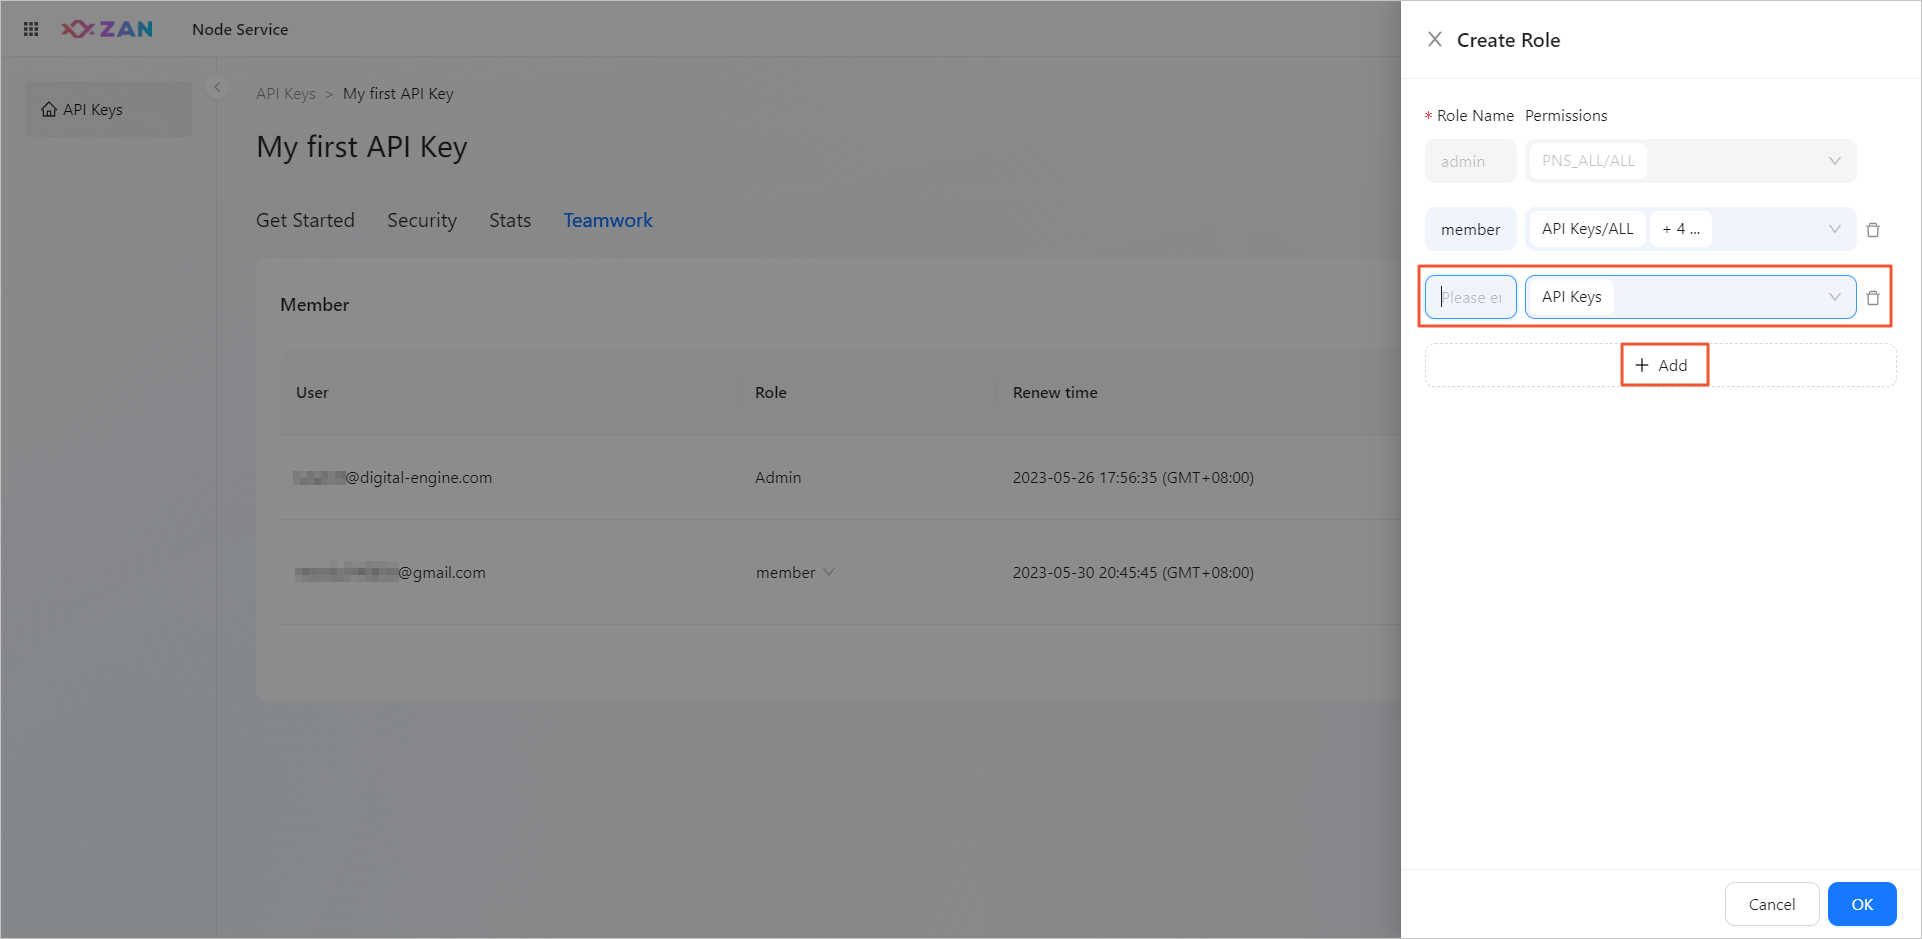 ZAN Node Service
API Keys
API Keys > My first API Key
My first API Key
Get Started Security Stats Teamwork
Member
User Role Renew time
@digital-engine.com Admin 2023-05-26 17:56:35 (GMT+08:00)
@gmail.com member 2023-05-30 20:45:45 (GMT+08:00)
Create Role
* Role Name Permissions
admin PNS_ALL/ALL
member API Keys/ALL + 4 ...
Please API Keys
+ Add
Cancel OK